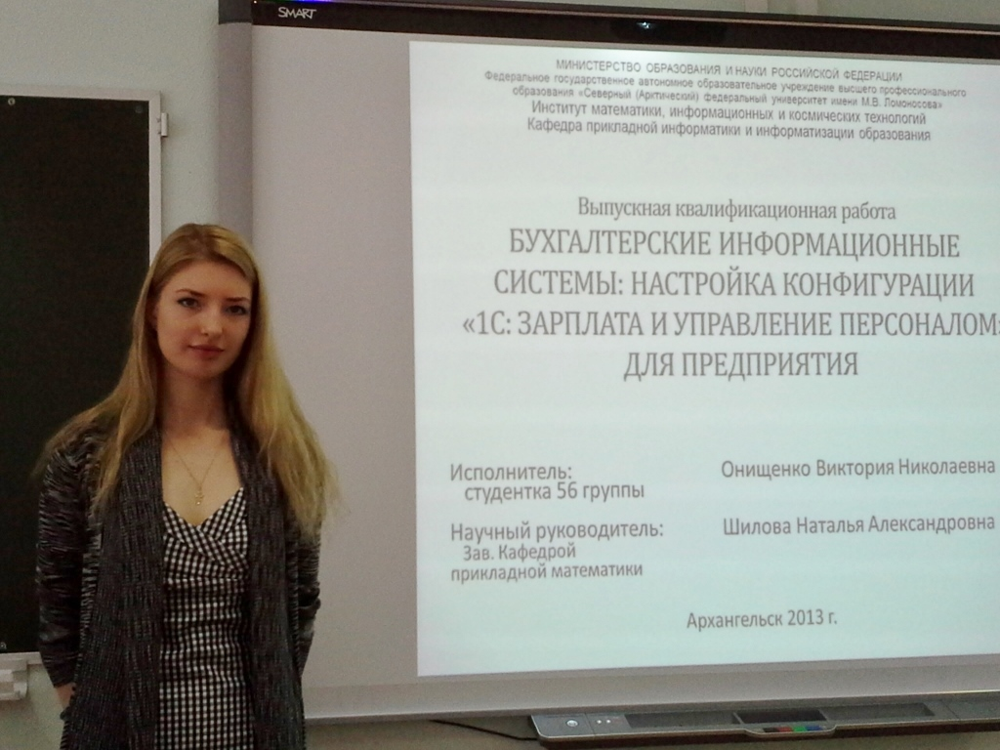 SMART
МИНИСТЕРСТВО ОБРАЗОВАНИЯ И НАУКИ РОССИЙСКОЙ ФЕДЕРАЦИИ
Федеральное государственное автономное образовательное учреждение высшего профессионального
образования «Северный (Арктический) федеральный университет имени М.В. Ломоносова»
Институт математики, информационных и космических технологий
Кафедра прикладной информатики и информатизации образования
Выпускная квалификационная работа
БУХГАЛТЕРСКИЕ ИНФОРМАЦИОННЫЕ
СИСТЕМЫ: НАСТРОЙКА КОНФИГУРАЦИИ
«1С: ЗАРПЛАТА И УПРАВЛЕНИЕ ПЕРСОНАЛОМ»
ДЛЯ ПРЕДПРИЯТИЯ
Исполнитель: Онищенко Виктория Николаевна
студентка 56 группы
Научный руководитель: Шилова Наталья Александровна
Зав. Кафедрой
прикладной математики
Архангельск 2013 г.